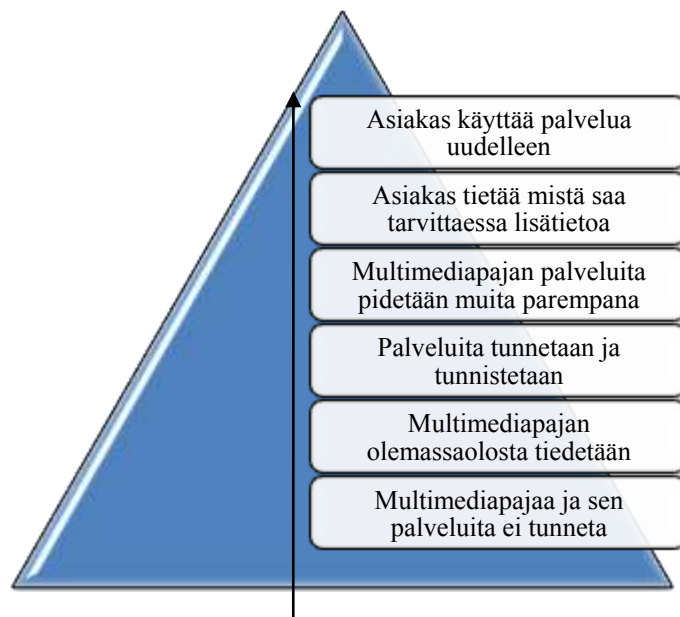 Asiakas käyttää palvelua
uudelleen
Asiakas tietää mistä saa
tarvittaessa lisätietoa
Multimediapajan palveluita
pidetään muita parempana
Palveluita tunnetaan ja
tunnistetaan
Multimediapajan
olemassaolosta tiedetään
Multimediapajaa ja sen
palveluita ei tunneta